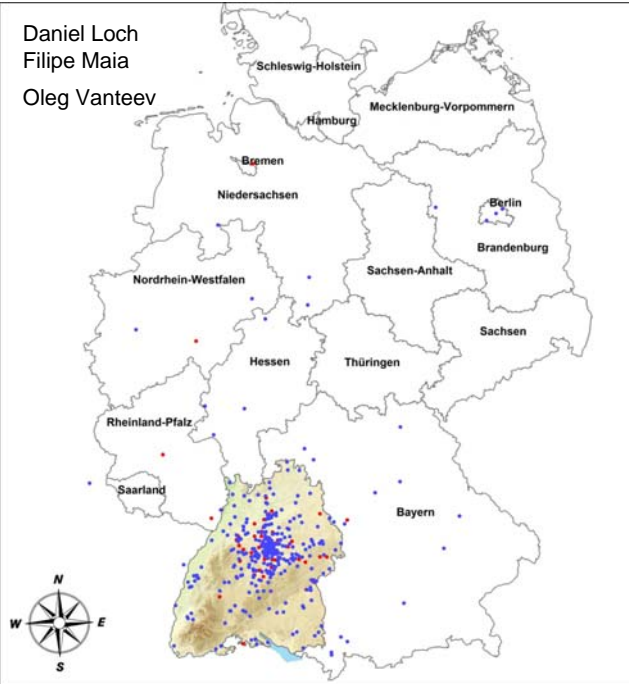 Daniel Loch
Filipe Maia
Oleg Vanteev
Schleswig-Holstein
Mecklenburg-Vorpommern
Hamburg
Bremen
Niedersachsen
Berlin
Brandenburg
Sachsen-Anhalt
Nordrhein-Westfalen
Sachsen
Hessen
Thüringen
Rheinland-Pfalz
Saarland
Bayern
N
W
E
S